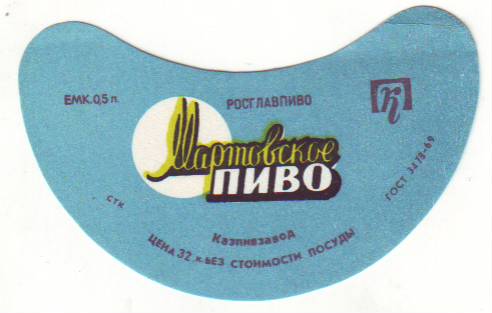 ЕМК. 0,5 л.
РОСГЛАВПИВО
К
Мартовское
ПИВО
стк
Казпивзавод
ГОСТ 3473-69
ЦЕНА 32 к. БЕЗ СТОИМОСТИ ПОСУДЫ